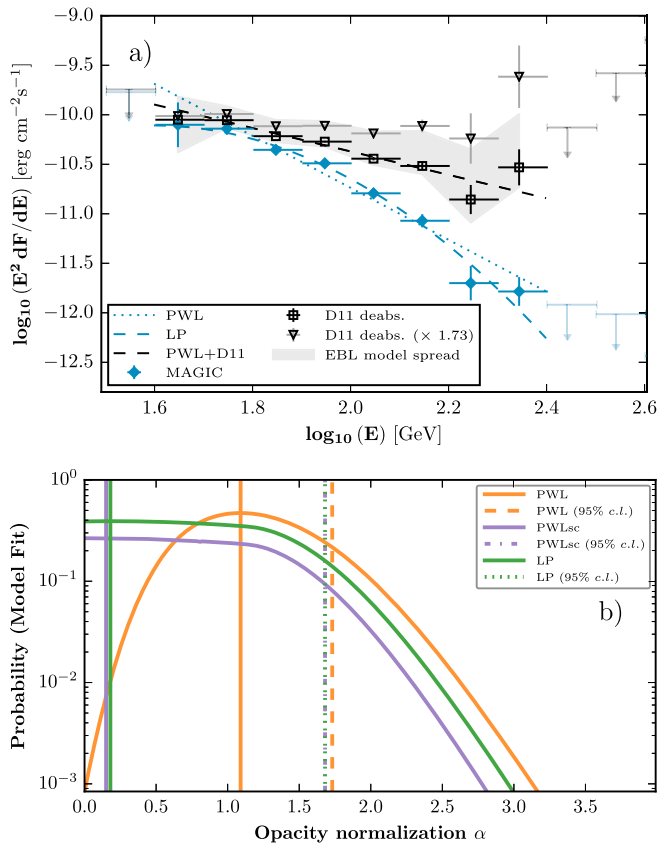 a)
−9.0
−9.5
−10.0
−10.5
−11.0
−11.5
−12.0
−12.5
log₁₀(E² dF/dE) [erg cm⁻²s⁻¹]
PWL
LP
PWL+D11
MAGIC
D11 deabs.
D11 deabs. (× 1.73)
EBL model spread
1.6 1.8 2.0 2.2 2.4 2.6
log₁₀(E) [GeV]
10⁰
10⁻¹
10⁻²
10⁻³
Probability (Model Fit)
PWL
PWL (95% c.l.)
PWLsc
PWLsc (95% c.l.)
LP
LP (95% c.l.)
b)
0.0 0.5 1.0 1.5 2.0 2.5 3.0 3.5
Opacity normalization α